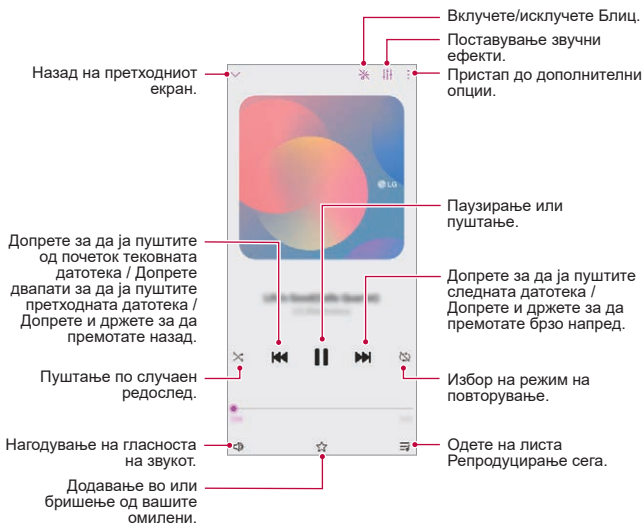 Вклучете/исклучете Блиц.
Поставување звучни
ефекти.
Назад на претходниот
екран.
Пристап до дополнителни
опции.
LG
Паузирање или
пуштање.
Допрете за да ја пуштите
од почеток тековната
датотека / Допрете
двапати за да ја пуштите
претходната датотека /
Допрете и држете за да
премотате назад.
Допрете за да ја пуштите
следната датотека /
Допрете и држете за да
премотате брзо напред.
Пуштање по случаен
редослед.
Избор на режим на
повторување.
Нагодување на гласноста
на звукот.
Одете на листа
Репродуцирање сега.
Додавање во или
бришење од вашите
омилени.